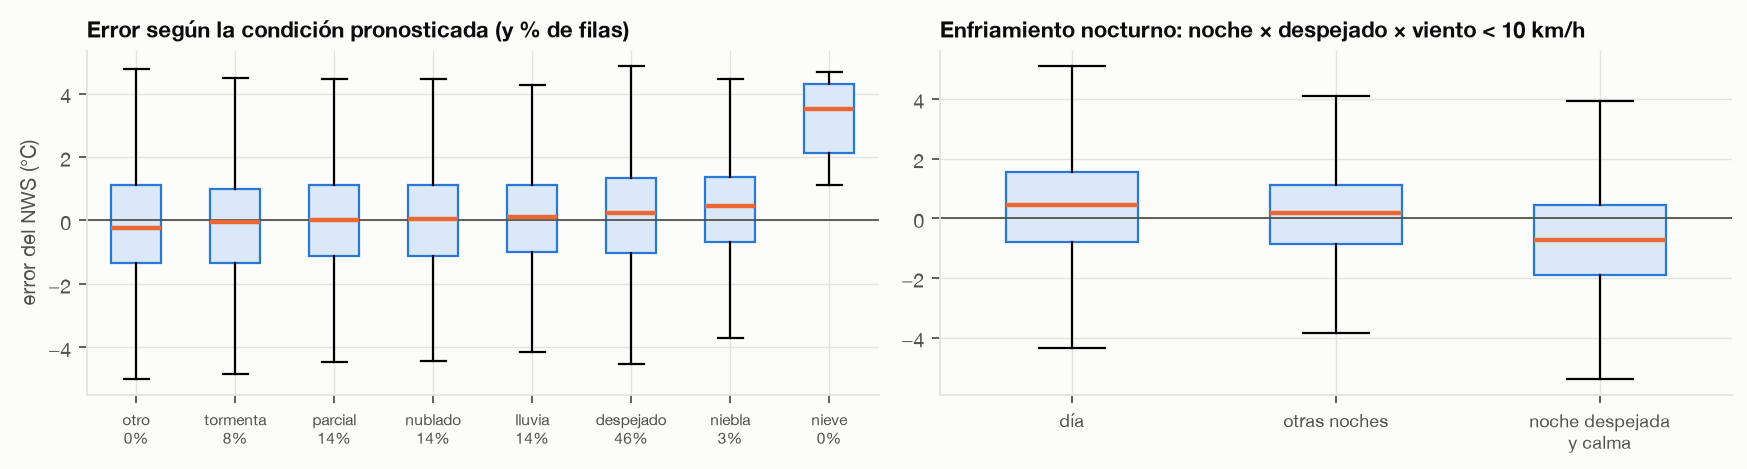 Error según la condición pronosticada (y % de filas)
error del NWS (°C)
4
2
0
−2
−4
otro
0%
tormenta
8%
parcial
14%
nublado
14%
lluvia
14%
despejado
46%
niebla
3%
nieve
0%
Enfriamiento nocturno: noche × despejado × viento < 10 km/h
4
2
0
−2
−4
día
otras noches
noche despejada
y calma